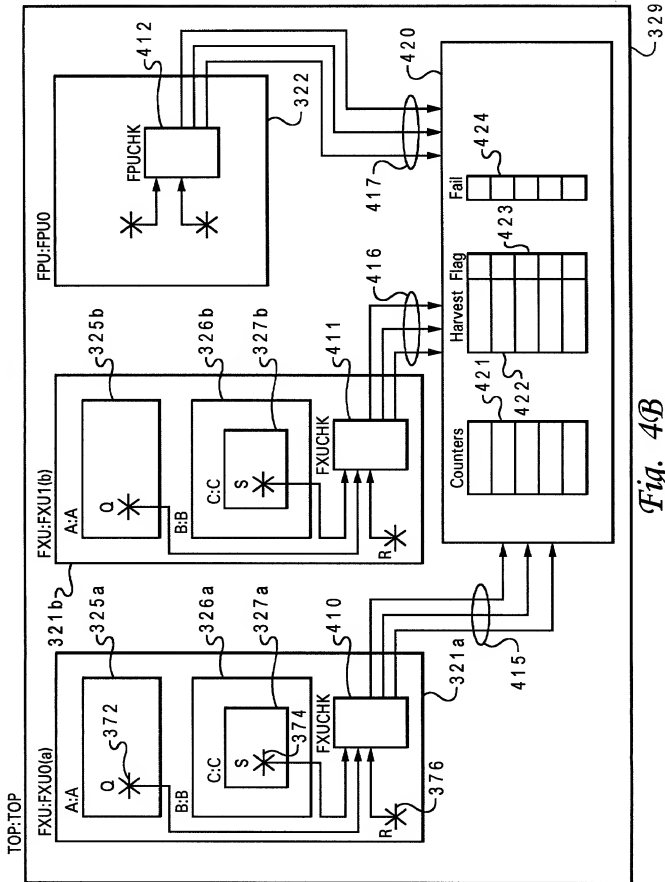 TOP:TOP
FXU:FXU0(a)
A:A
Q
372
325a
B:B
C:C
S
326a
327a
374
FXUCHK
410
R
376
321a
415
321b
FXU:FXU1(b)
A:A
Q
325b
B:B
C:C
S
326b
327b
FXUCHK
411
R
416
FPU:FPU0
FPUCHK
412
322
417
420
Counters
421
Harvest
Flag
422
423
Fail
424
329
Fig. 4B